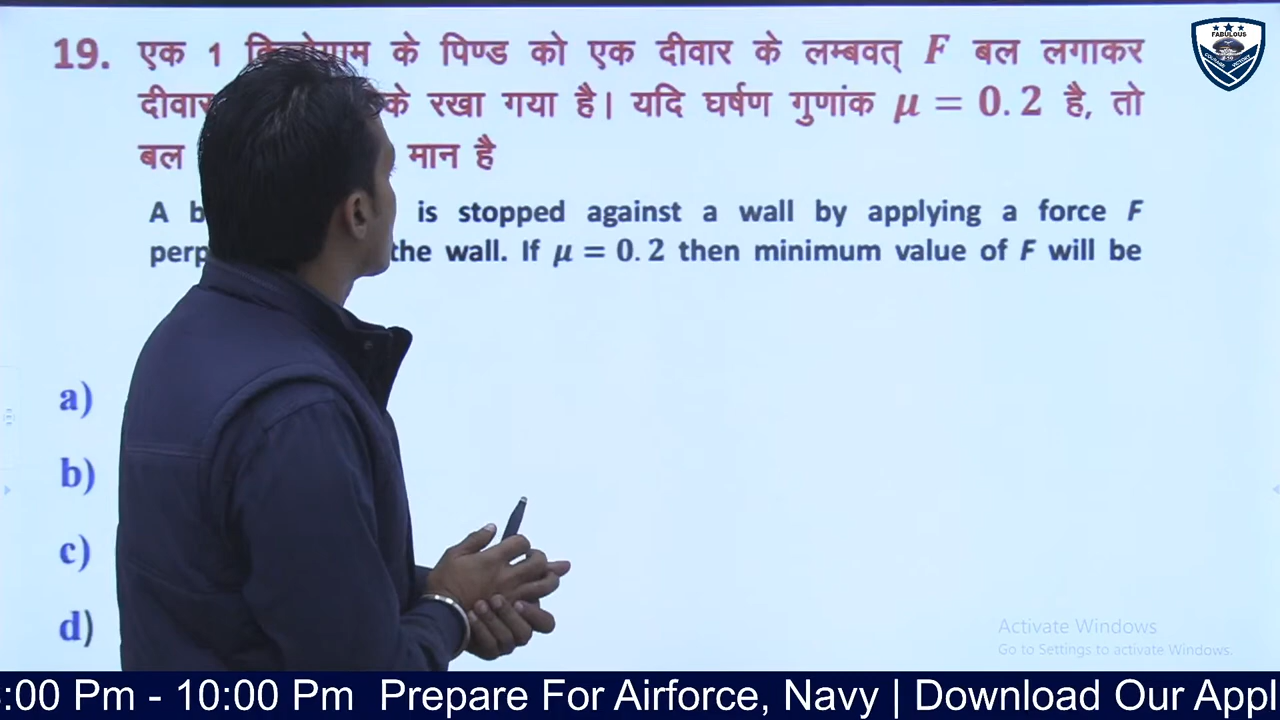 19. एक 1 किलोग्राम के पिण्ड को एक दीवार के लम्बवत् F बल लगाकर
दीवार के रखा गया है। यदि घर्षण गुणांक μ = 0.2 है, तो
बल मान है
A is stopped against a wall by applying a force F
the wall. If μ = 0.2 then minimum value of F will be
a)
b)
c)
d)
FABULOUS
Activate Windows
Go to Settings to activate Windows.
:00 Pm - 10:00 Pm Prepare For Airforce, Navy | Download Our Appl